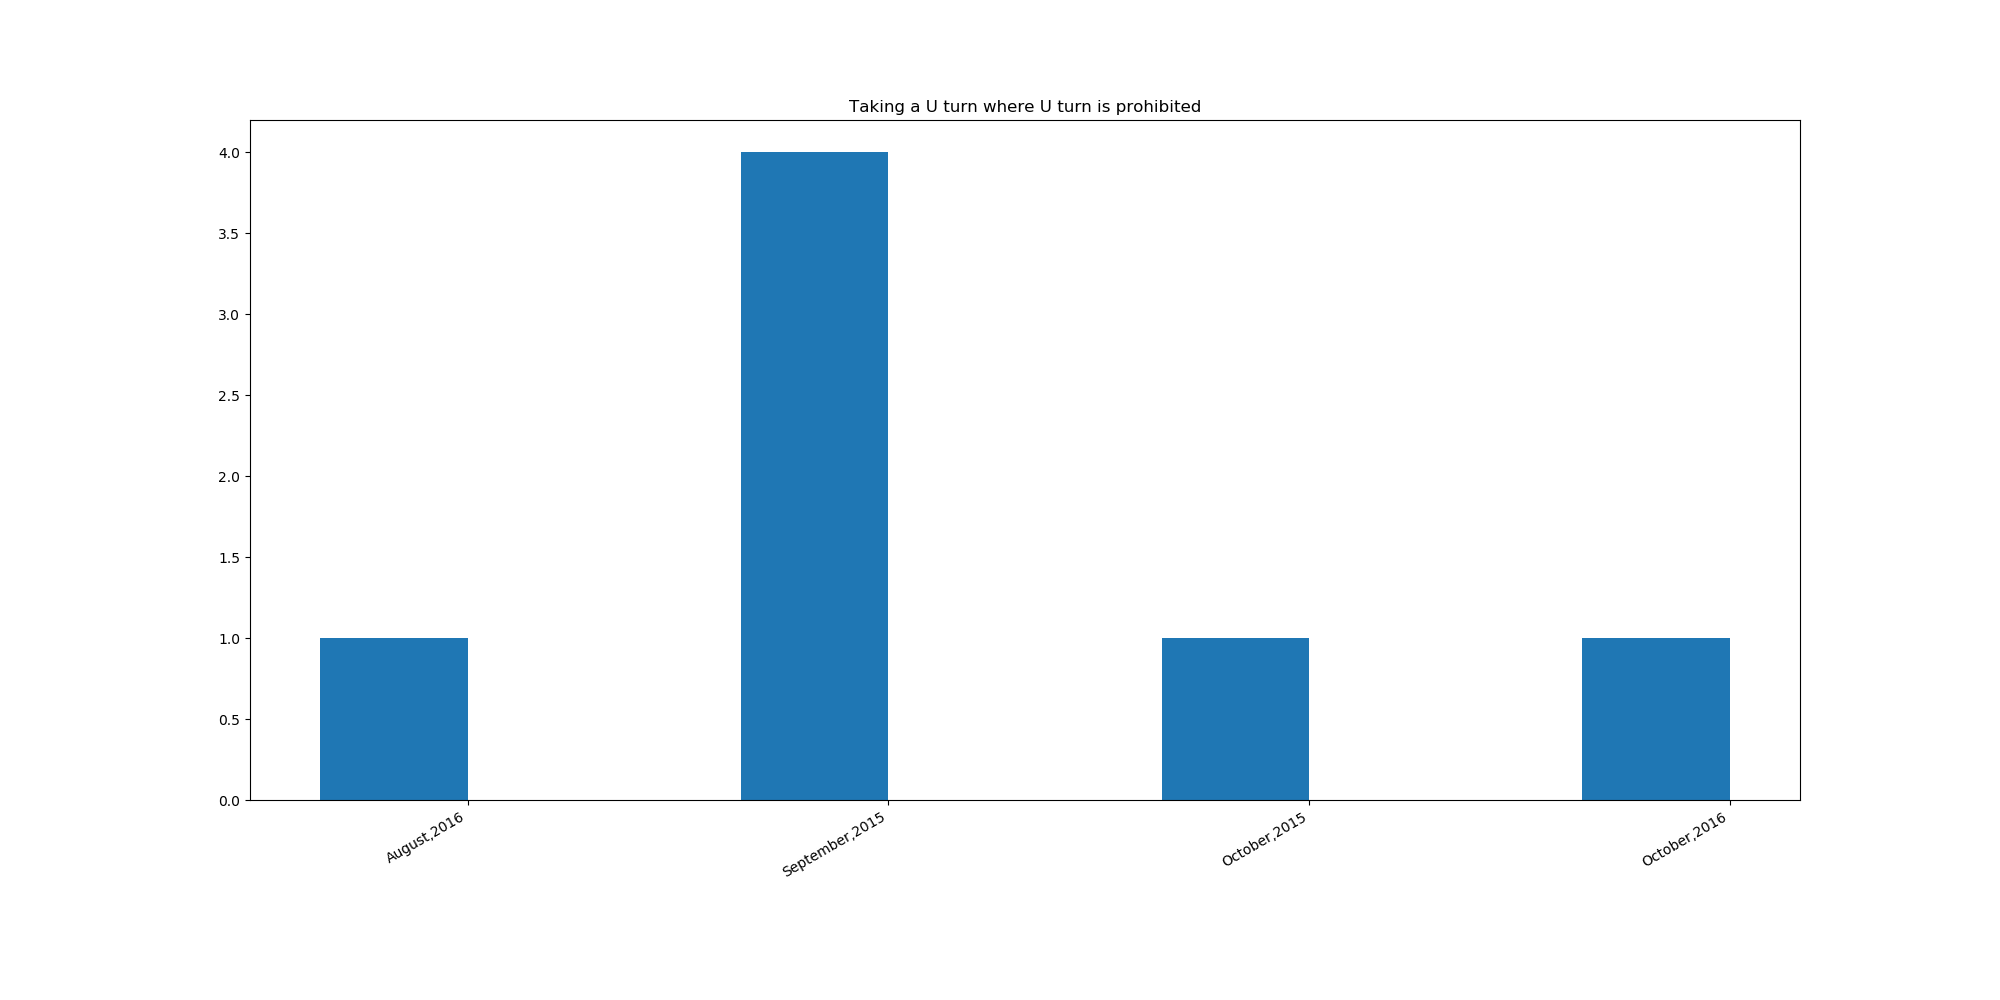 Taking a U turn where U turn is prohibited
4.0
3.5
3.0
2.5
2.0
1.5
1.0
0.5
0.0
August,2016
September,2015
October,2015
October,2016